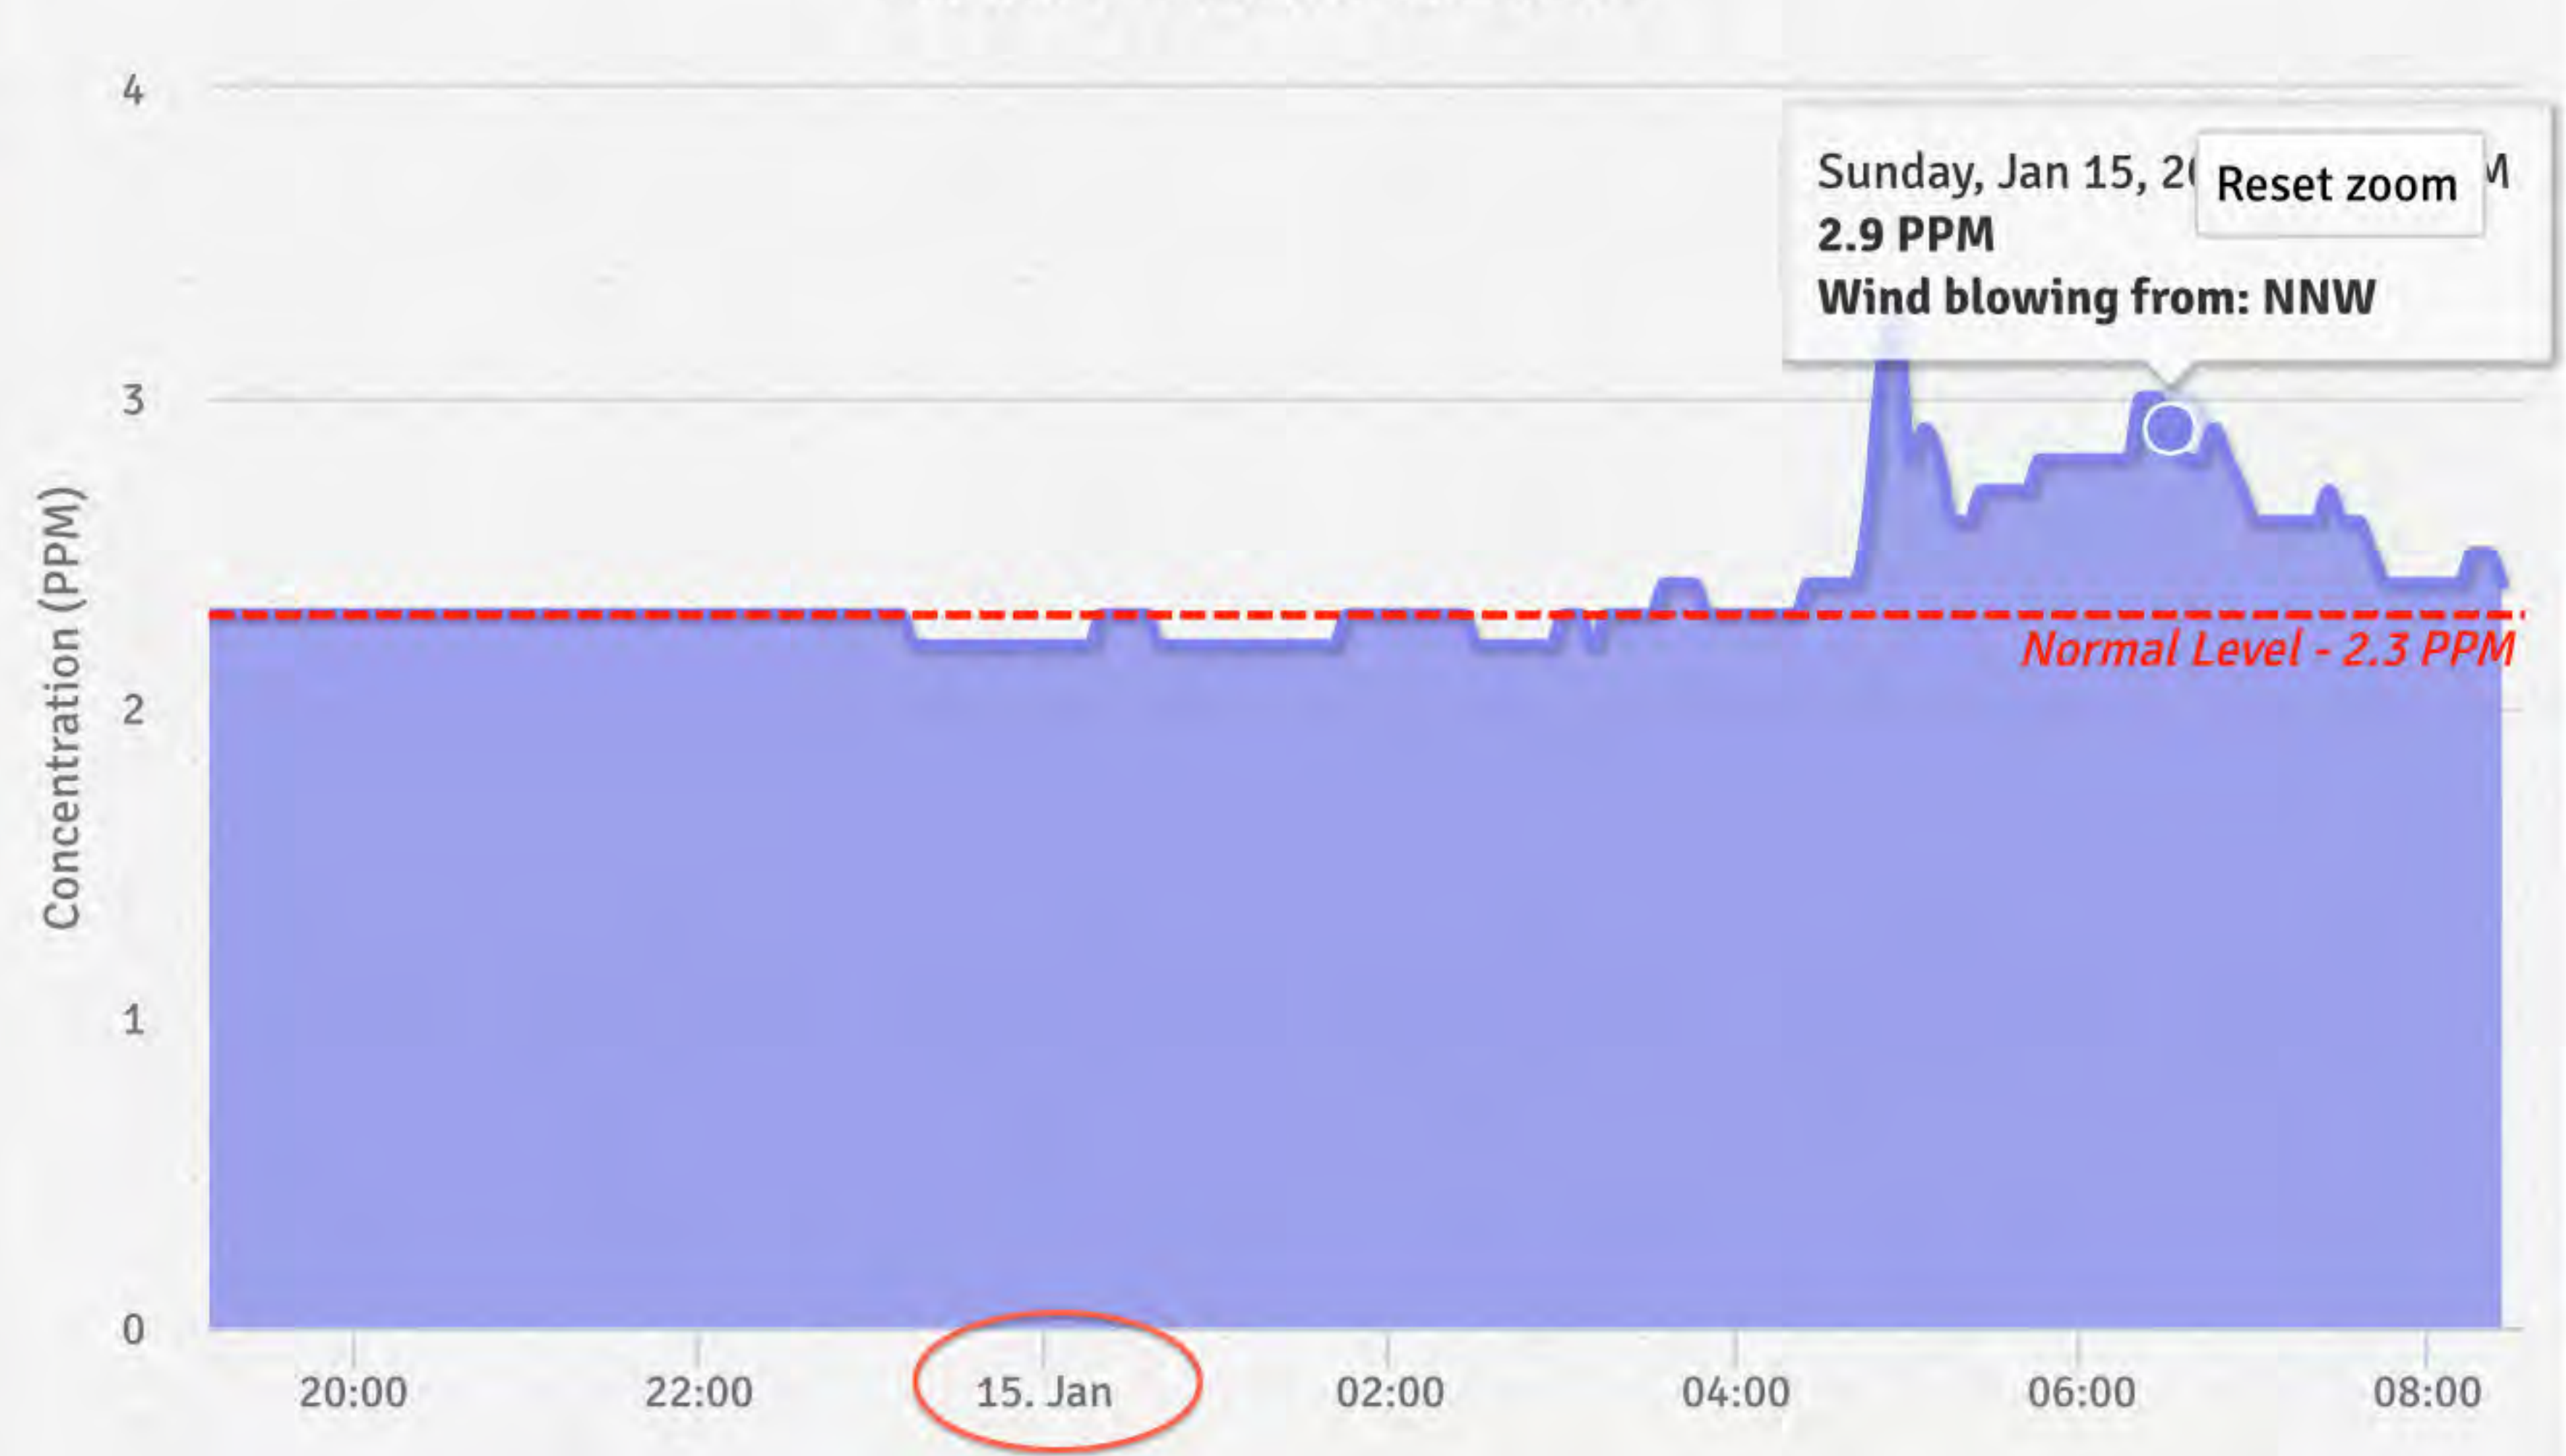 4
Sunday, Jan 15, 2
Reset zoom
M
2.9 PPM
Wind blowing from: NNW
3
Concentration (PPM)
Normal Level - 2.3 PPM
2
1
0
20:00
22:00
15. Jan
02:00
04:00
06:00
08:00